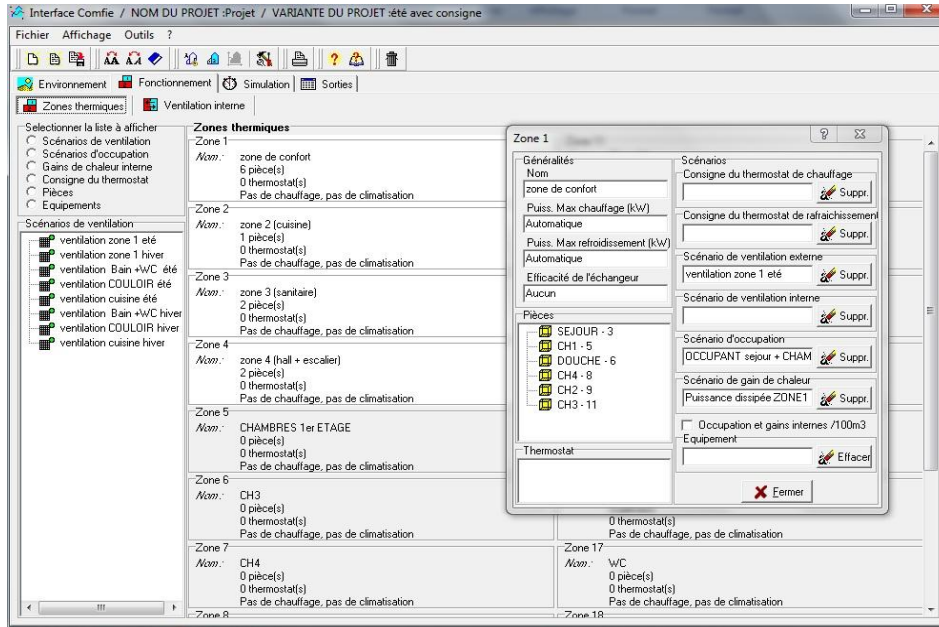 Interface Comfie / NOM DU PROJET :Projet / VARIANTE DU PROJET :été avec consigne
Fichier Affichage Outils ?
Environnement Fonctionnement Simulation Sorties
Zones thermiques Ventilation interne
Selectionner la liste à afficher
Scénarios de ventilation
Scénarios d'occupation
Gains de chaleur interne
Consigne du thermostat
Pièces
Equipements
Scénarios de ventilation
ventilation zone 1 eté
ventilation zone 1 hiver
ventilation Bain +WC été
ventilation COULOIR été
ventilation cuisine été
ventilation Bain +WC hiver
ventilation COULOIR hiver
ventilation cuisine hiver
Zones thermiques
Zone 1
Nom : zone de confort
6 pièce(s)
0 thermostat(s)
Pas de chauffage, pas de climatisation
Zone 2
Nom : zone 2 (cuisine)
1 pièce(s)
0 thermostat(s)
Pas de chauffage, pas de climatisation
Zone 3
Nom : zone 3 (sanitaire)
2 pièce(s)
0 thermostat(s)
Pas de chauffage, pas de climatisation
Zone 4
Nom : zone 4 (hall + escalier)
2 pièce(s)
0 thermostat(s)
Pas de chauffage, pas de climatisation
Zone 5
Nom : CHAMBRES 1er ETAGE
0 pièce(s)
0 thermostat(s)
Pas de chauffage, pas de climatisation
Zone 6
Nom : CH3
0 pièce(s)
0 thermostat(s)
Pas de chauffage, pas de climatisation
Zone 7
Nom : CH4
0 pièce(s)
0 thermostat(s)
Pas de chauffage, pas de climatisation
Zone 8
0 thermostat(s)
Pas de chauffage, pas de climatisation
Zone 17
Nom : WC
0 pièce(s)
0 thermostat(s)
Pas de chauffage, pas de climatisation
Zone 18
Zone 1
Généralités
Nom
zone de confort
Puiss. Max chauffage (kW)
Automatique
Puiss. Max refroidissement (kW)
Automatique
Efficacité de l'échangeur
Aucun
Pièces
SEJOUR - 3
CH1 - 5
DOUCHE - 6
CH4 - 8
CH2 - 9
CH3 - 11
Thermostat
Scénarios
Consigne du thermostat de chauffage
Suppr.
Consigne du thermostat de rafraichissement
Suppr.
Scénario de ventilation externe
ventilation zone 1 eté Suppr.
Scénario de ventilation interne
Suppr.
Scénario d'occupation
OCCUPANT sejour + CHAM Suppr.
Scénario de gain de chaleur
Puissance dissipée ZONE1 Suppr.
Occupation et gains internes /100m3
Equipement
Effacer
Fermer